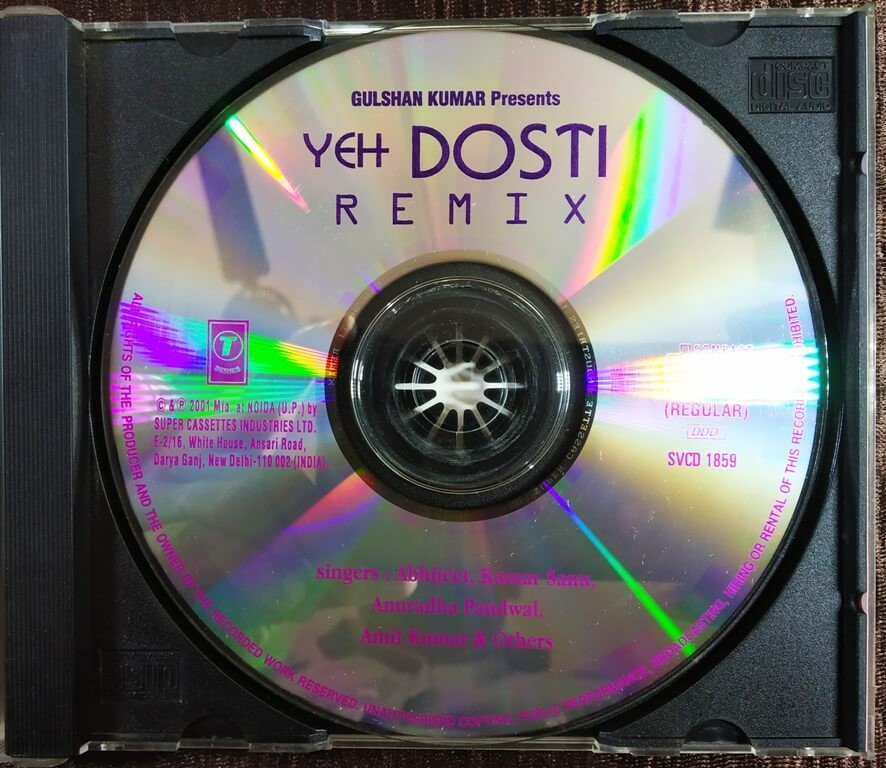 GULSHAN KUMAR Presents
YEH DOSTI
REMIX
COMPACT
disc
DIGITAL AUDIO
T
© & ℗ 2001 Mfd. at NOIDA (U.P.) by
SUPER CASSETTES INDUSTRIES LTD.
E-2/16, White House, Ansari Road,
Darya Ganj, New Delhi-110 002 (INDIA)
COMPACT
(REGULAR)
DDD
SVCD 1859
singers : Abhijeet, Kumar Sanu,
Anuradha Paudwal,
Amit Kumar & Others
ALL RIGHTS OF THE PRODUCER AND THE OWNER OF THE RECORDED WORK RESERVED. UNAUTHORISED COPYING, PUBLIC PERFORMANCE, BROADCASTING, HIRING OR RENTAL OF THIS RECORDING PROHIBITED.